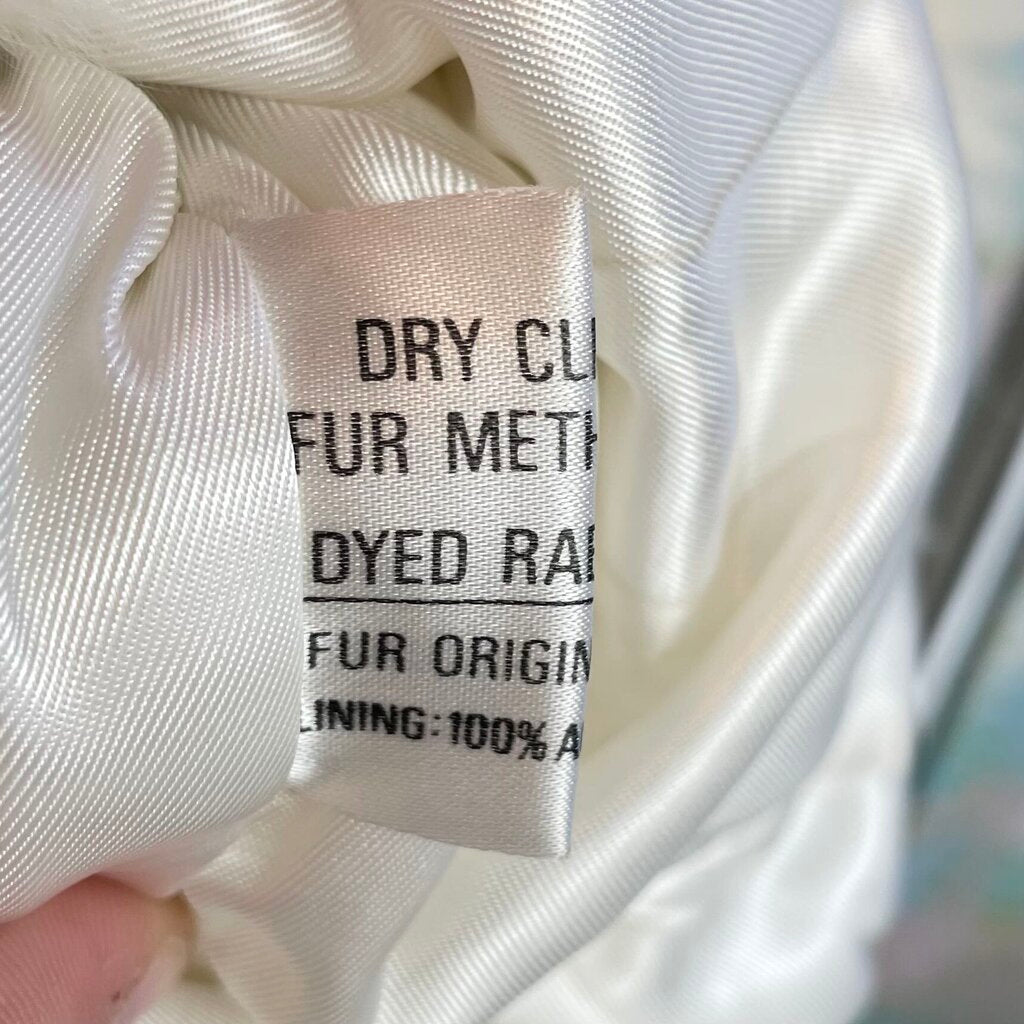 DRY CL
FUR METH
DYED RA
FUR ORIGIN
LINING: 100% A